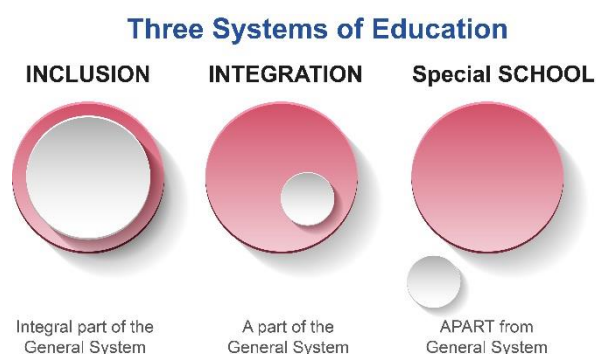 Three Systems of Education
INCLUSION
INTEGRATION
Special SCHOOL
Integral part of the
General System
A part of the
General System
APART from
General System